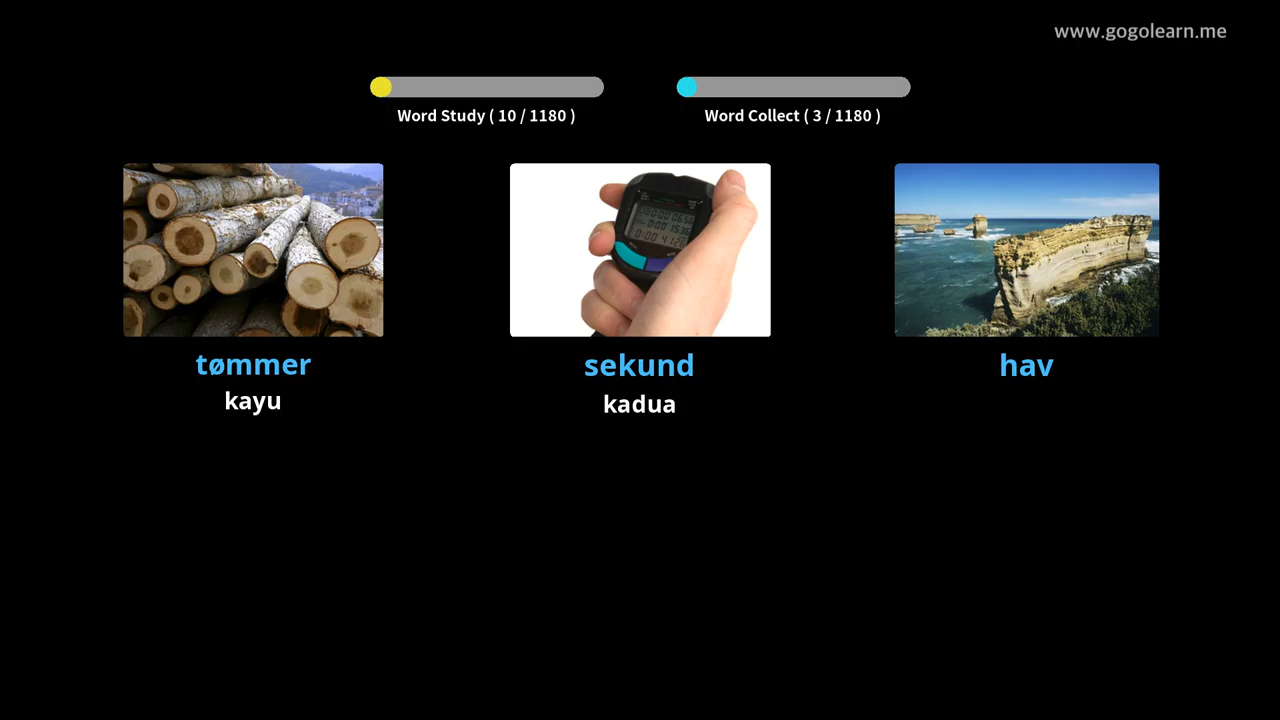 www.gogolearn.me
Word Study ( 10 / 1180 )
Word Collect ( 3 / 1180 )
tømmer
kayu
sekund
kadua
hav